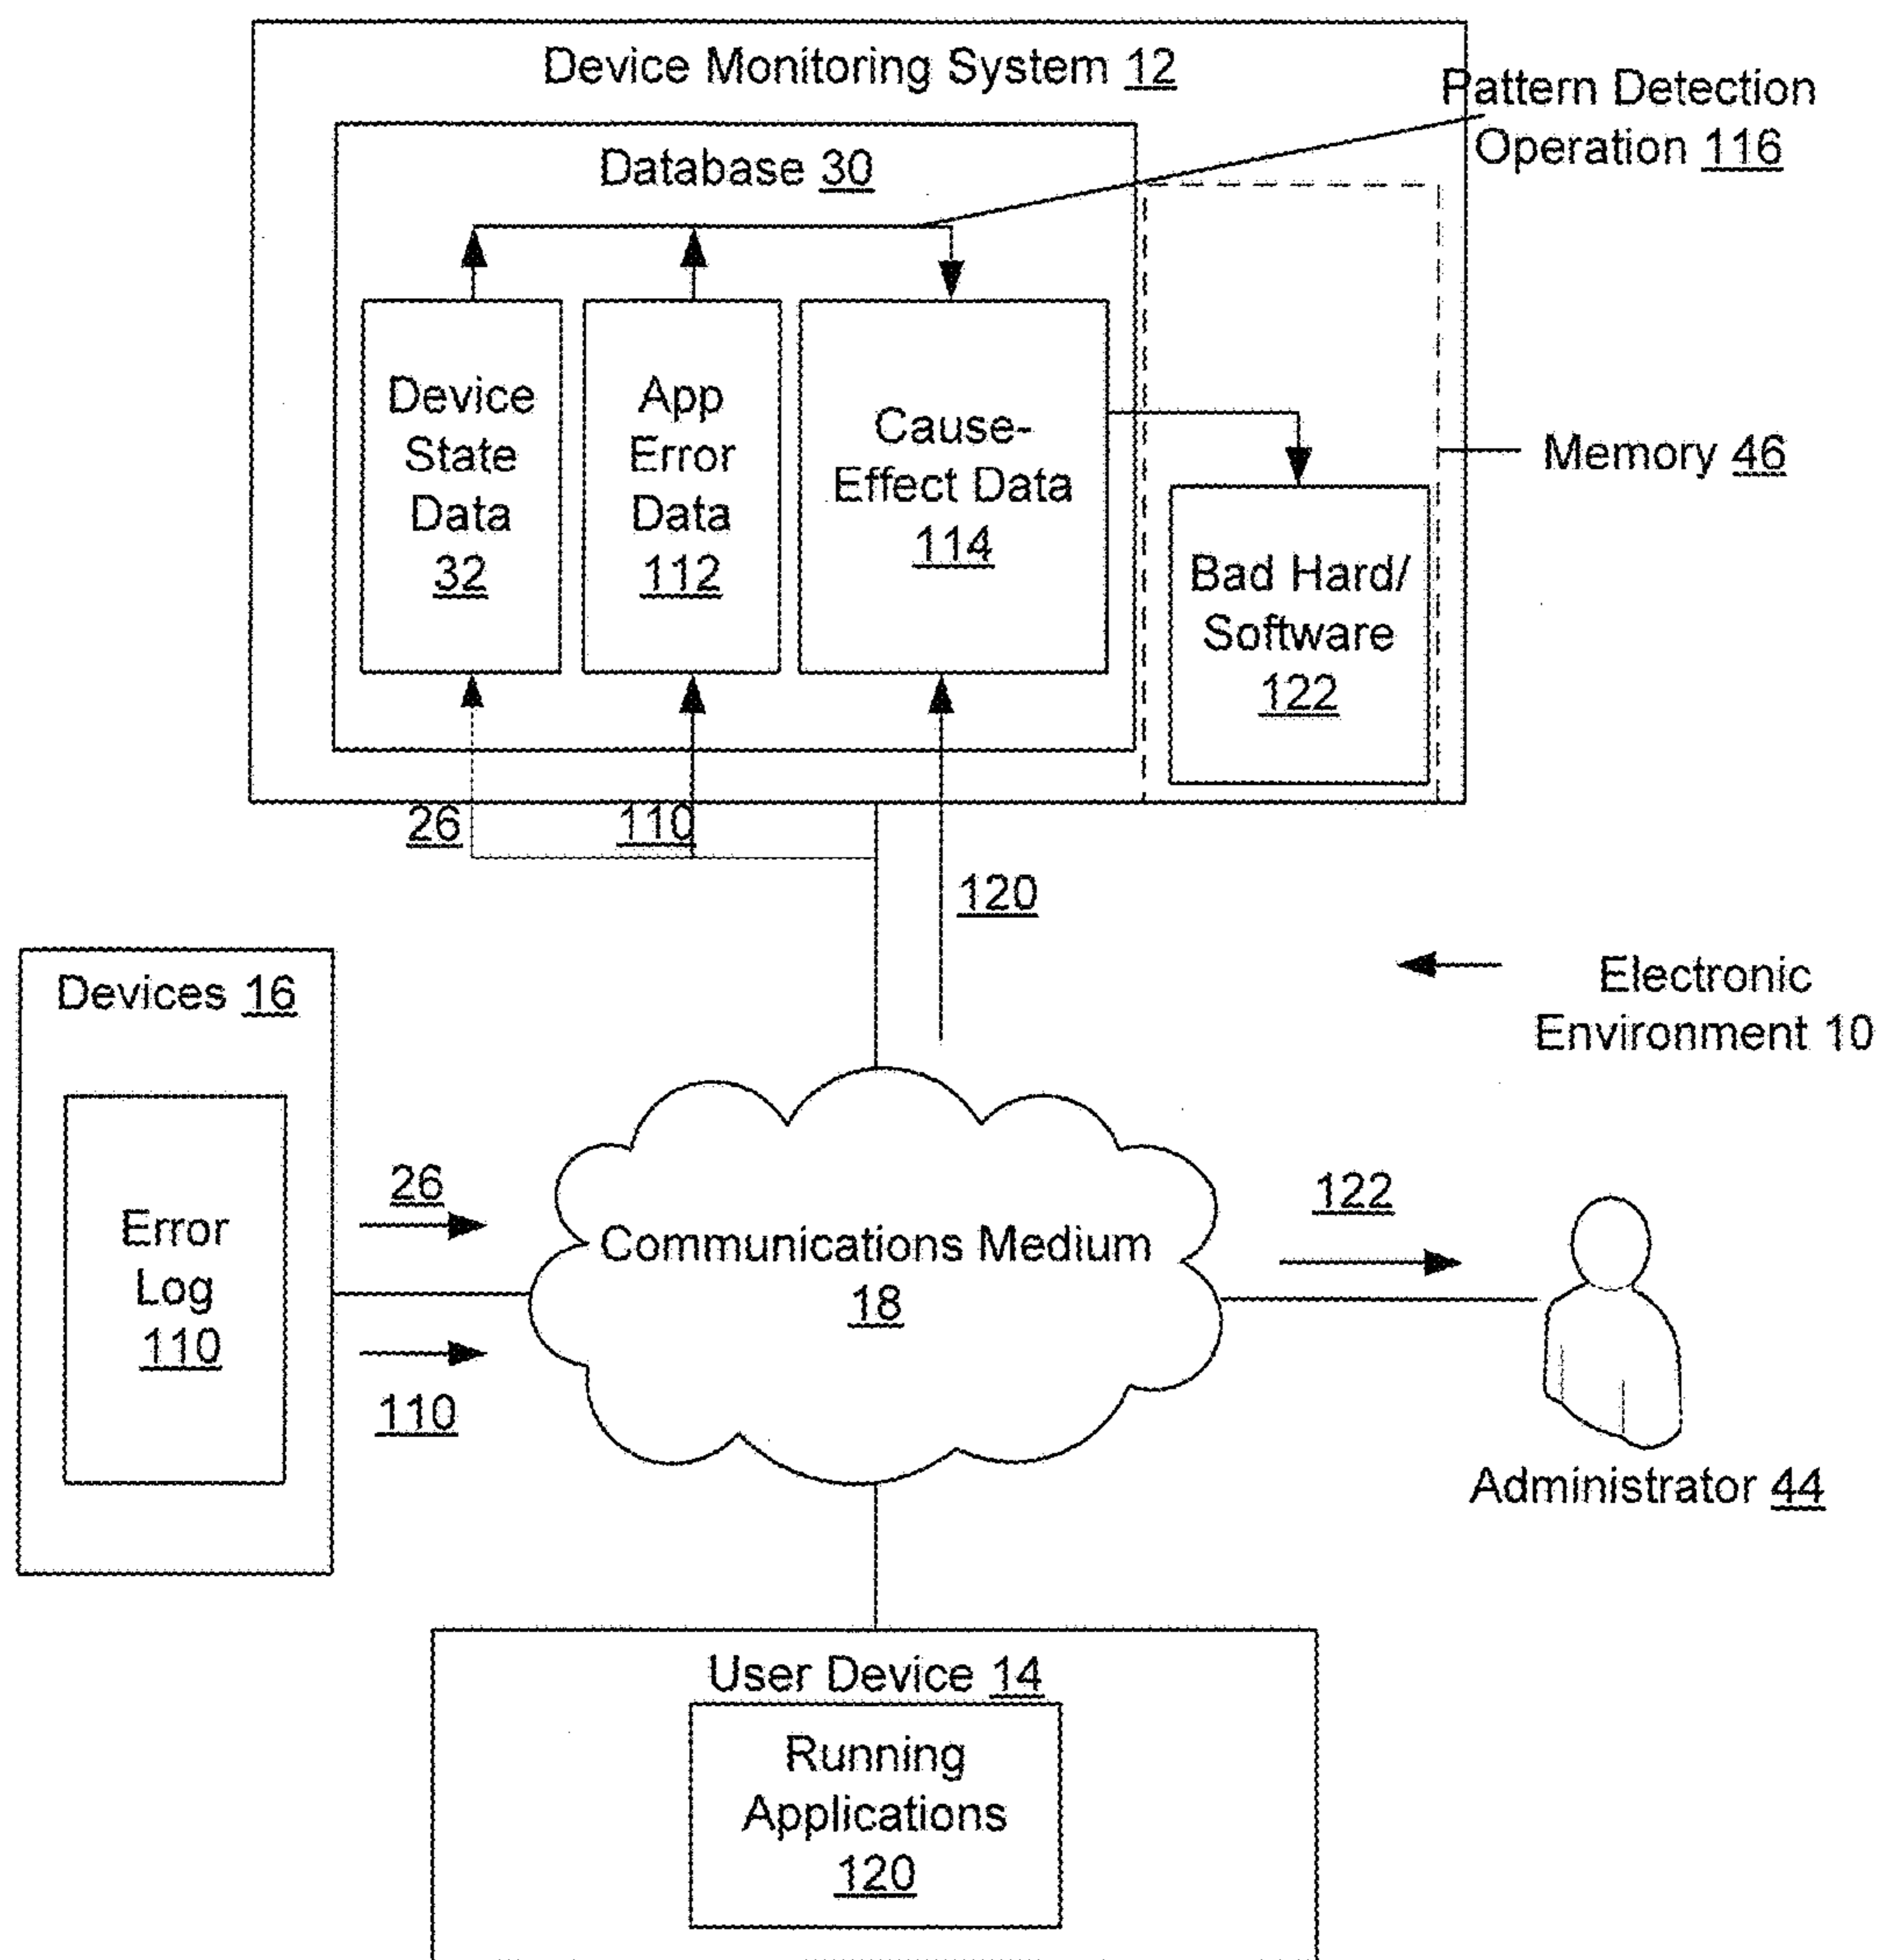 Device Monitoring System 12
Pattern Detection
Operation 116
Database 30
Device
State
Data
32
App
Error
Data
112
Cause-
Effect Data
114
Memory 46
Bad Hard/
Software
122
26
110
120
Devices 16
Electronic
Environment 10
Error
Log
110
26
110
Communications Medium
18
122
Administrator 44
User Device 14
Running
Applications
120